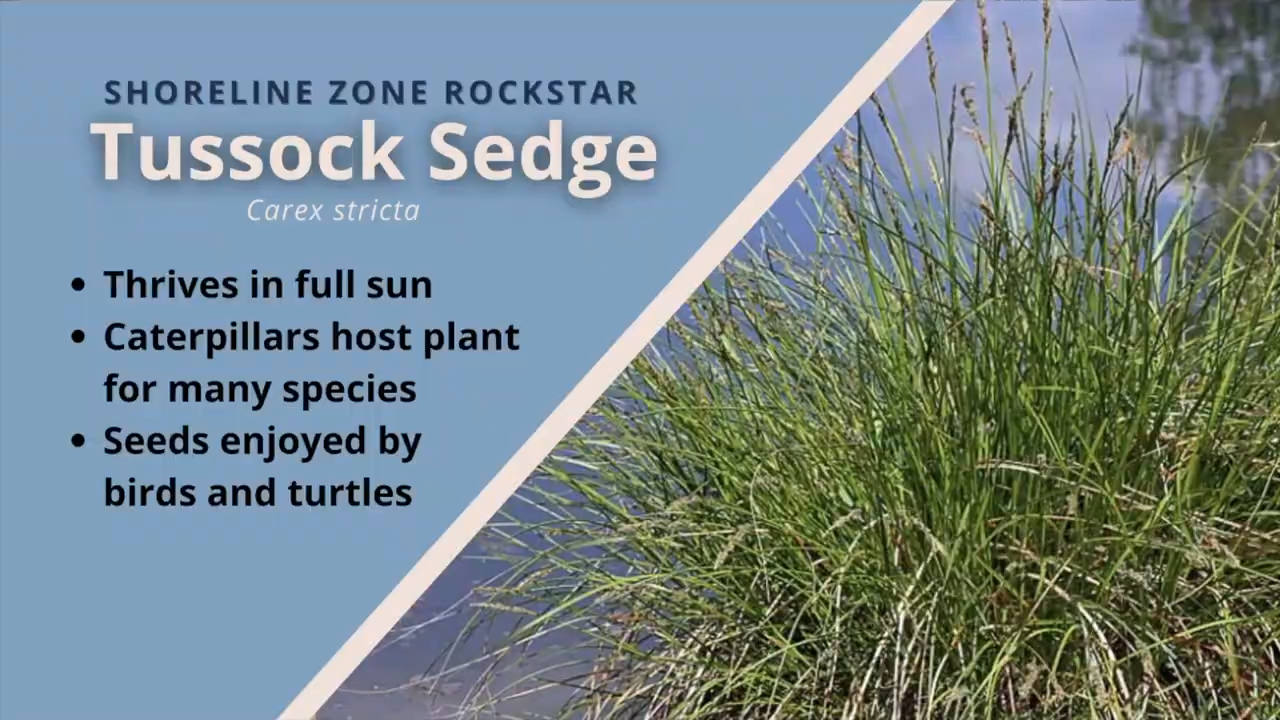 SHORELINE ZONE ROCKSTAR
Tussock Sedge
Carex stricta
• Thrives in full sun
• Caterpillars host plant
for many species
• Seeds enjoyed by
birds and turtles